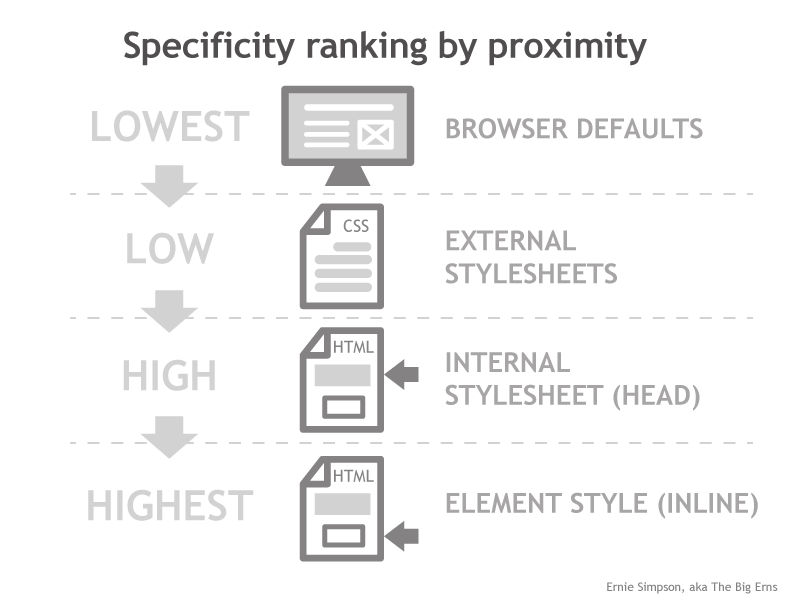 Specificity ranking by proximity
LOWEST
BROWSER DEFAULTS
LOW
CSS
EXTERNAL
STYLESHEETS
HIGH
HTML
INTERNAL
STYLESHEET (HEAD)
HIGHEST
HTML
ELEMENT STYLE (INLINE)
Ernie Simpson, aka The Big Erns